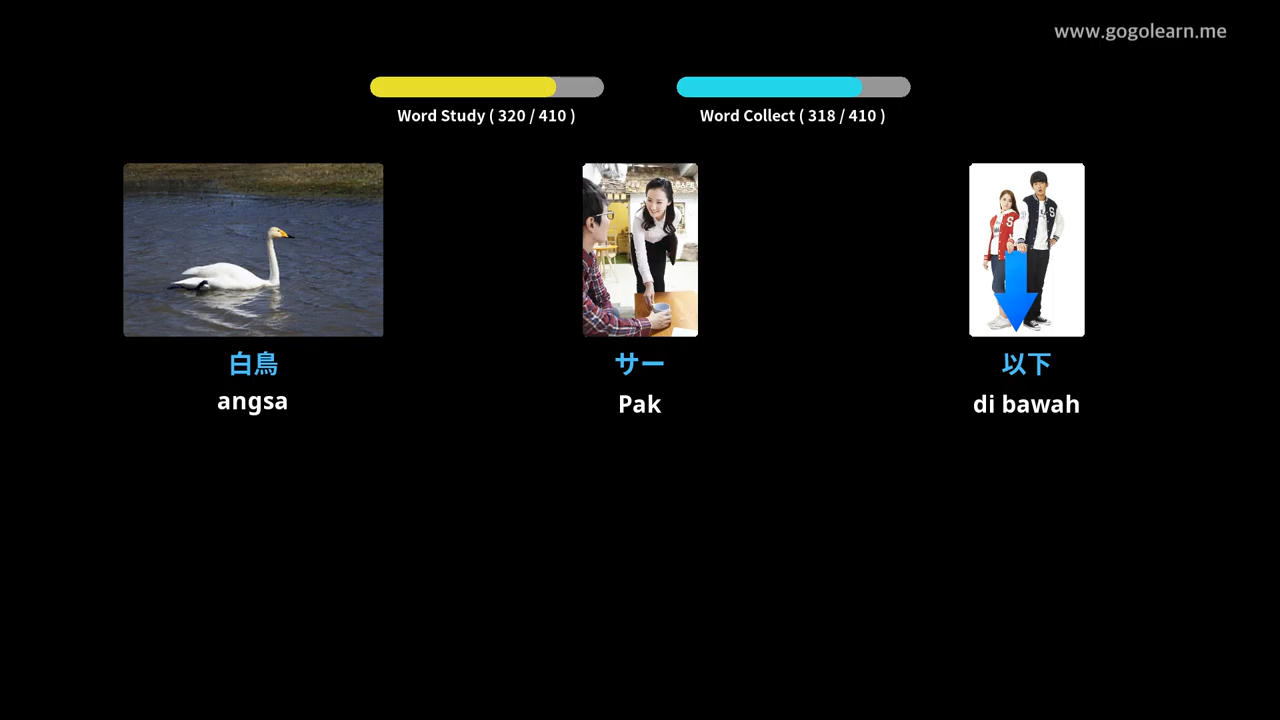 www.gogolearn.me
Word Study ( 320 / 410 )
Word Collect ( 318 / 410 )
白鳥
サー
以下
angsa
Pak
di bawah